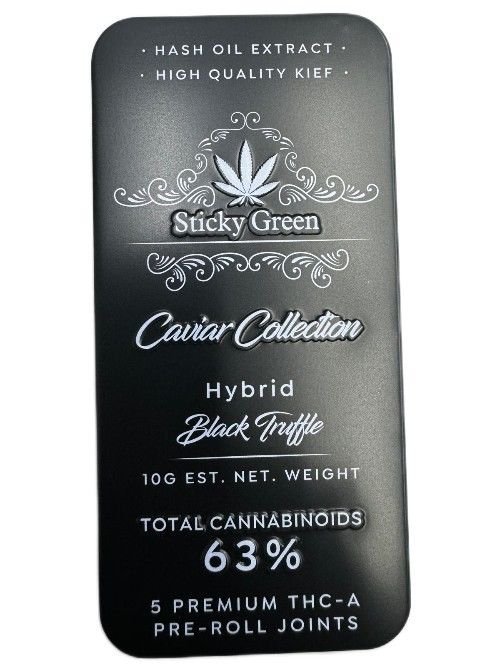 · HASH OIL EXTRACT ·
· HIGH QUALITY KIEF ·
Sticky Green
Caviar Collection
Hybrid
Black Truffle
10G EST. NET. WEIGHT
TOTAL CANNABINOIDS
63%
5 PREMIUM THC-A
PRE-ROLL JOINTS